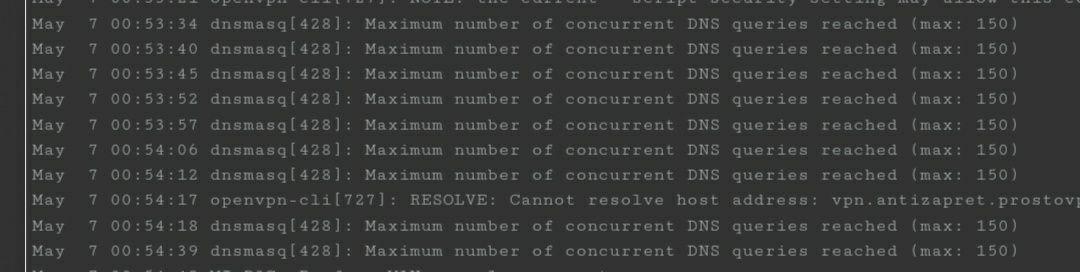 May  7 00:53:34 dnsmasq[428]: Maximum number of concurrent DNS queries reached (max: 150)
May  7 00:53:40 dnsmasq[428]: Maximum number of concurrent DNS queries reached (max: 150)
May  7 00:53:45 dnsmasq[428]: Maximum number of concurrent DNS queries reached (max: 150)
May  7 00:53:52 dnsmasq[428]: Maximum number of concurrent DNS queries reached (max: 150)
May  7 00:53:57 dnsmasq[428]: Maximum number of concurrent DNS queries reached (max: 150)
May  7 00:54:06 dnsmasq[428]: Maximum number of concurrent DNS queries reached (max: 150)
May  7 00:54:12 dnsmasq[428]: Maximum number of concurrent DNS queries reached (max: 150)
May  7 00:54:17 openvpn-cli[727]: RESOLVE: Cannot resolve host address: vpn.antizapret.prostovp
May  7 00:54:18 dnsmasq[428]: Maximum number of concurrent DNS queries reached (max: 150)
May  7 00:54:39 dnsmasq[428]: Maximum number of concurrent DNS queries reached (max: 150)